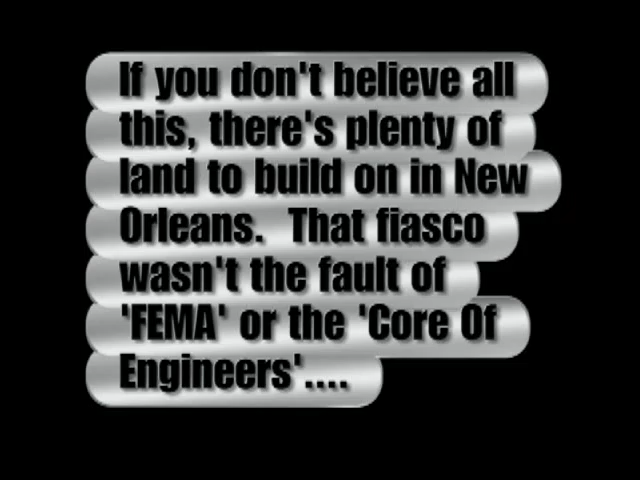 If you don't believe all
this, there's plenty of
land to build on in New
Orleans.  That fiasco
wasn't the fault of
'FEMA' or the 'Core Of
Engineers'....